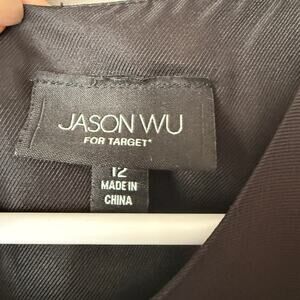 JASON WU
FOR TARGET*
12
MADE IN
CHINA